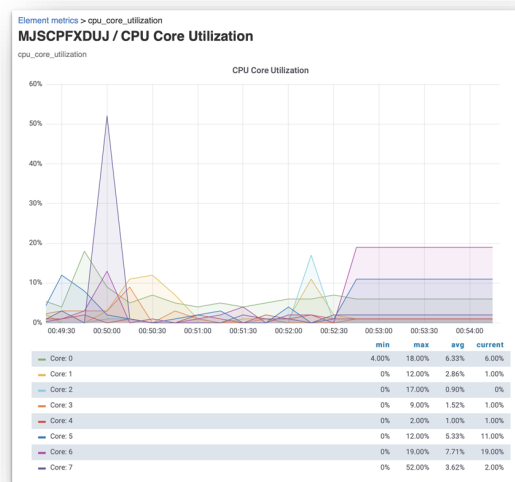 Element metrics > cpu_core_utilization
MJSCPFXDUJ / CPU Core Utilization
cpu_core_utilization
CPU Core Utilization
60%
50%
40%
30%
20%
10%
0%
00:49:30 00:50:00 00:50:30 00:51:00 00:51:30 00:52:00 00:52:30 00:53:00 00:53:30 00:54:00
min max avg current
Core: 0 4.00% 18.00% 6.33% 6.00%
Core: 1 0% 12.00% 2.86% 1.00%
Core: 2 0% 17.00% 0.90% 0%
Core: 3 0% 9.00% 1.52% 1.00%
Core: 4 0% 2.00% 1.00% 1.00%
Core: 5 0% 12.00% 5.33% 11.00%
Core: 6 0% 19.00% 7.71% 19.00%
Core: 7 0% 52.00% 3.62% 2.00%